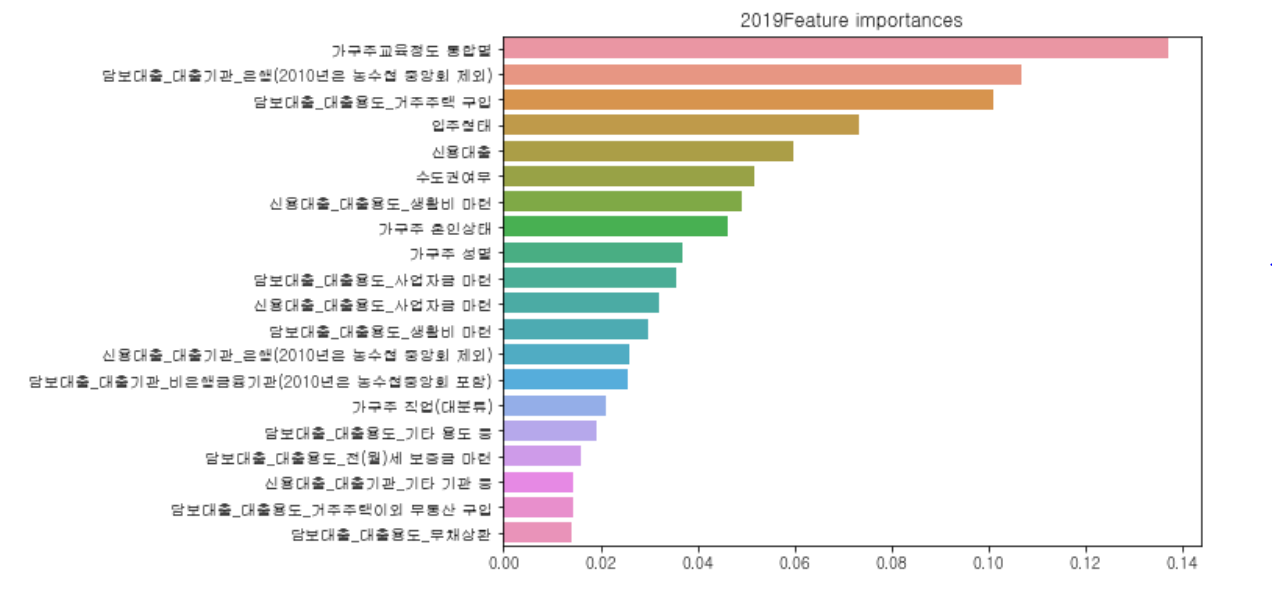 2019Feature importances
가구주교육정도 통합별
담보대출_대출기관_은행(2010년은 농수협 중앙회 제외)
담보대출_대출용도_거주주택 구입
입주형태
신용대출
수도권여부
신용대출_대출용도_생활비 마련
가구주 혼인상태
가구주 성별
담보대출_대출용도_사업자금 마련
신용대출_대출용도_사업자금 마련
담보대출_대출용도_생활비 마련
신용대출_대출기관_은행(2010년은 농수협 중앙회 제외)
담보대출_대출기관_비은행금융기관(2010년은 농수협중앙회 포함)
가구주 직업(대분류)
담보대출_대출용도_기타 용도 등
담보대출_대출용도_전(월)세 보증금 마련
신용대출_대출기관_기타 기관 등
담보대출_대출용도_거주주택이외 부동산 구입
담보대출_대출용도_부채상환
0.00 0.02 0.04 0.06 0.08 0.10 0.12 0.14